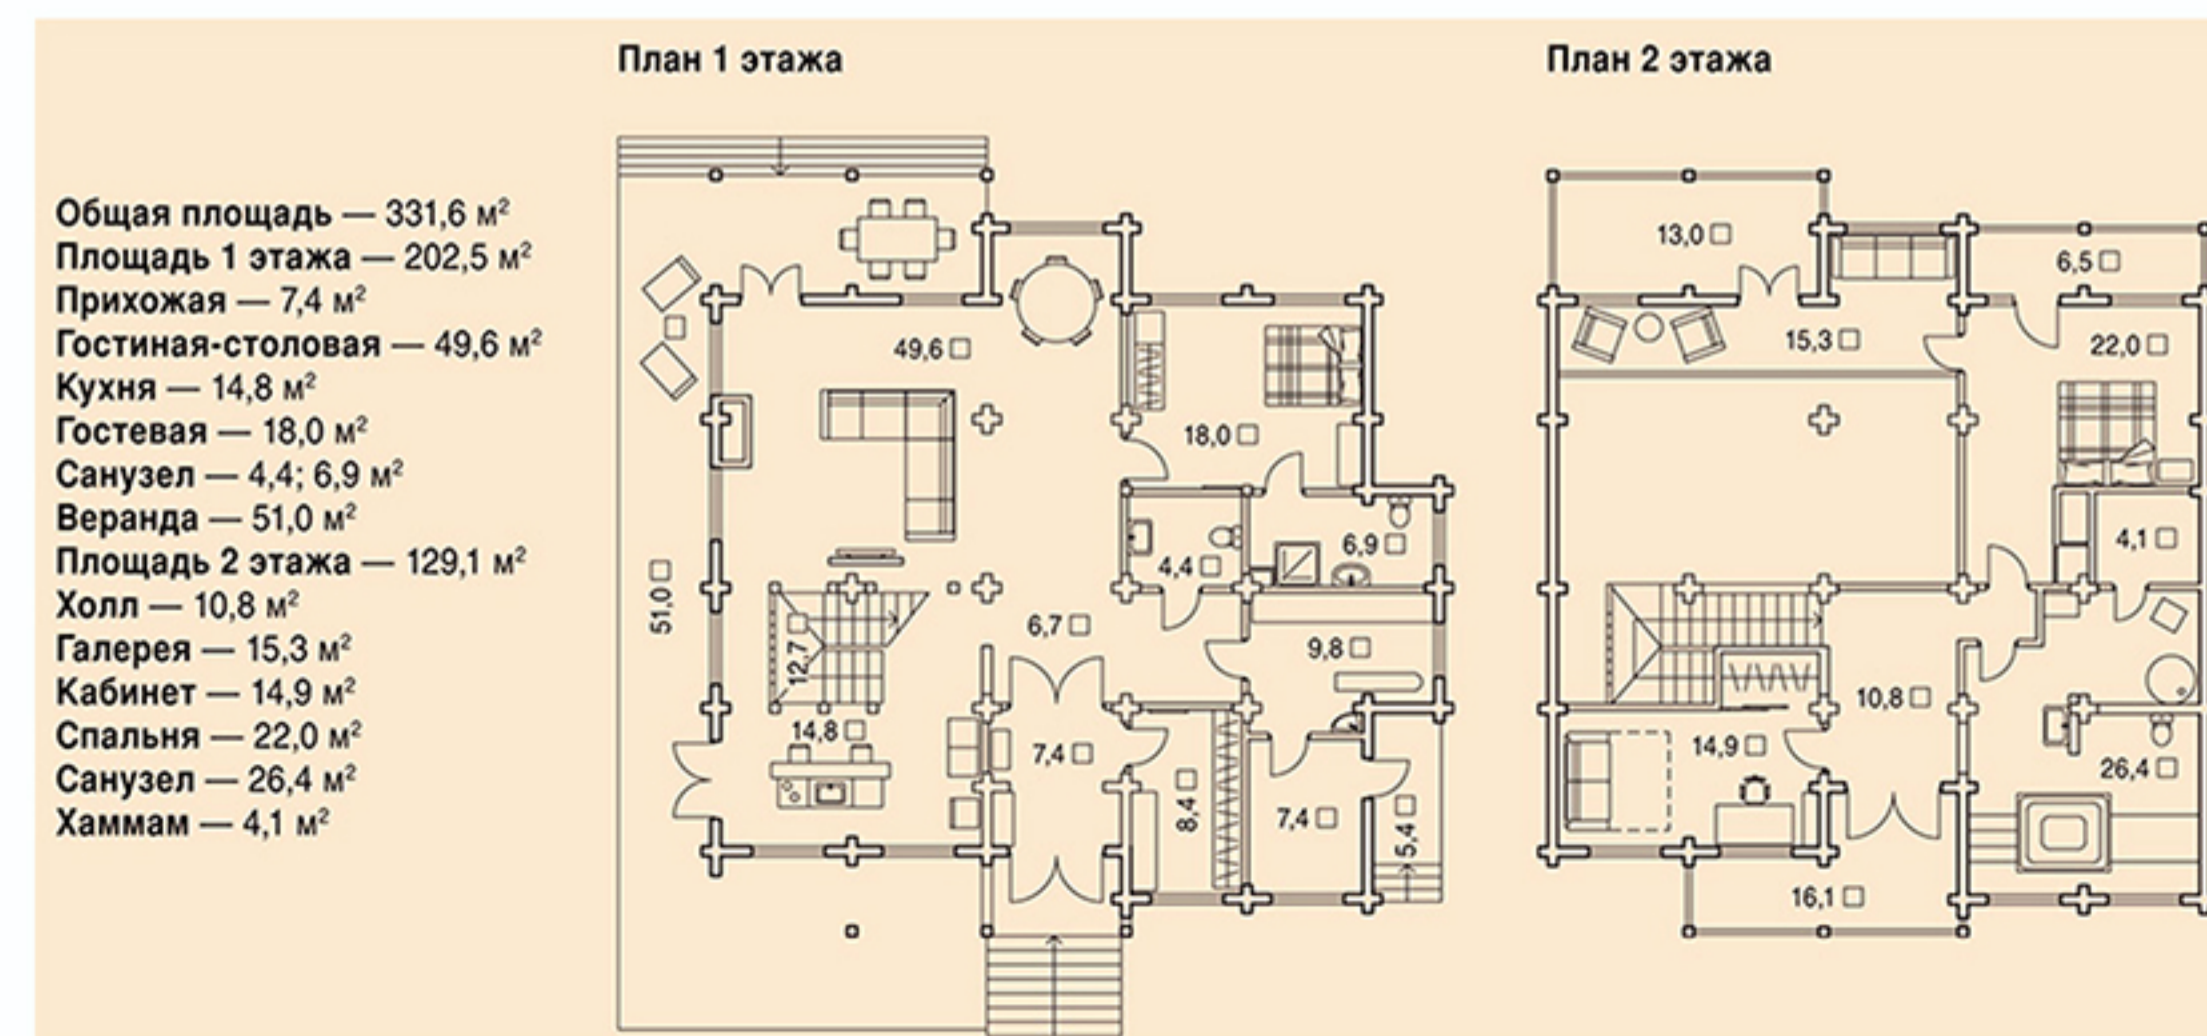 План 1 этажа
План 2 этажа
Общая площадь — 331,6 м²
Площадь 1 этажа — 202,5 м²
Прихожая — 7,4 м²
Гостиная-столовая — 49,6 м²
Кухня — 14,8 м²
Гостевая — 18,0 м²
Санузел — 4,4; 6,9 м²
Веранда — 51,0 м²
Площадь 2 этажа — 129,1 м²
Холл — 10,8 м²
Галерея — 15,3 м²
Кабинет — 14,9 м²
Спальня — 22,0 м²
Санузел — 26,4 м²
Хаммам — 4,1 м²
49,6
18,0
6,9
4,4
51,0
6,7
12,7
9,8
14,8
7,4
8,4
7,4
5,4
13,0
6,5
15,3
22,0
4,1
10,8
14,9
26,4
16,1